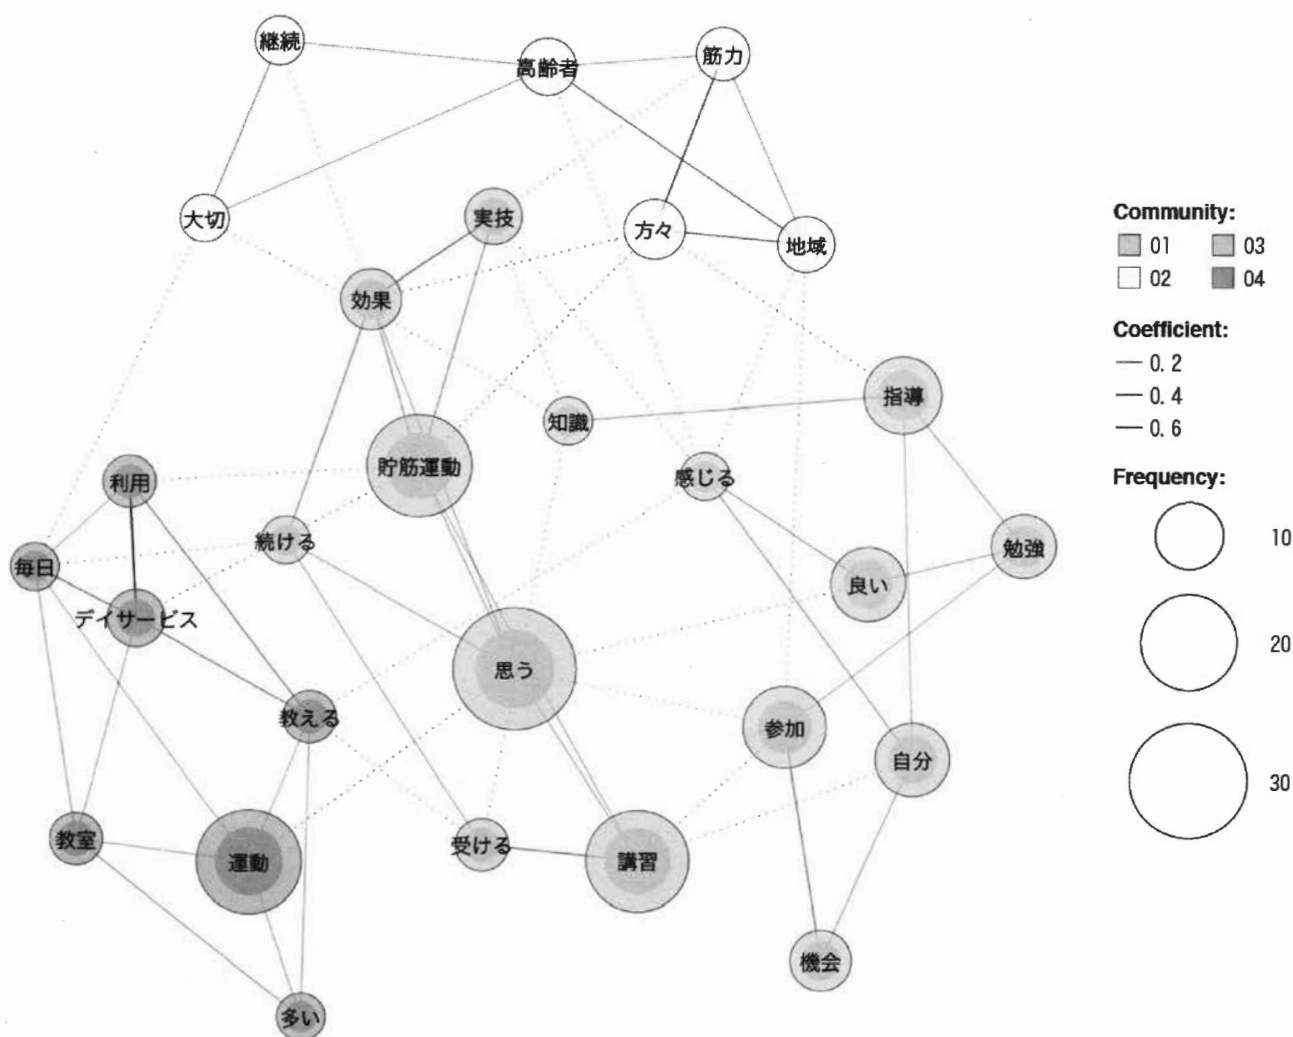 継続
高齢者
筋力
大切
実技
方々
地域
効果
指導
知識
貯筋運動
感じる
利用
続ける
勉強
毎日
良い
デイサービス
思う
教える
参加
自分
教室
運動
受ける
講習
機会
多い
Community:
01
03
02
04
Coefficient:
0.2
0.4
0.6
Frequency:
10
20
30